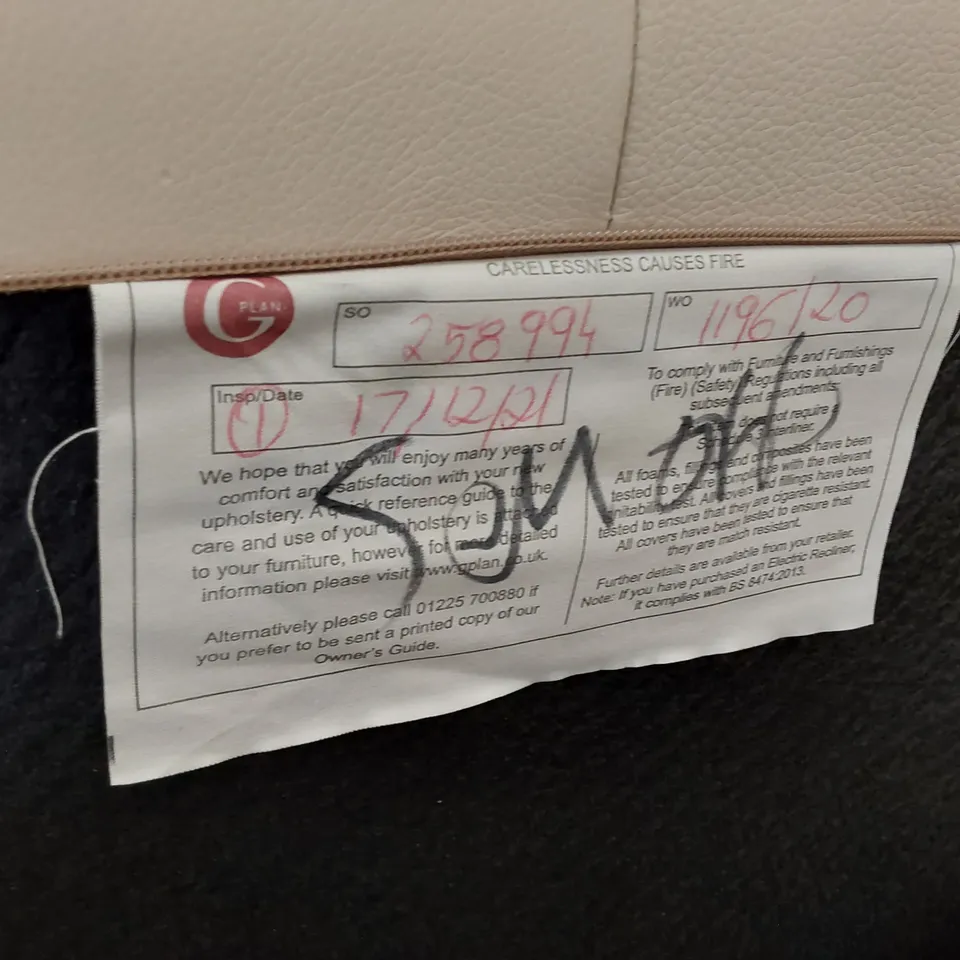 CARELESSNESS CAUSES FIRE
G PLAN
SO 258994
WO 1196/20
Insp/Date 1 17/12/21
We hope that you will enjoy many years of
comfort and satisfaction with your new
upholstery. A quick reference guide to the
care and use of your upholstery is attached
to your furniture, however for more detailed
information please visit www.gplan.co.uk.
Alternatively please call 01225 700880 if
you prefer to be sent a printed copy of our
Owner's Guide.
To comply with Furniture and Furnishings
(Fire) (Safety) Regulations including all
subsequent amendments:
does not require a
interliner.
All foams, fillings and composites have been
tested to ensure compliance with the relevant
ignitability test. All covers and fillings have been
tested to ensure that they are cigarette resistant.
All covers have been tested to ensure that
they are match resistant.
Further details are available from your retailer.
Note: If you have purchased an Electric Recliner,
it complies with BS 8474:2013.